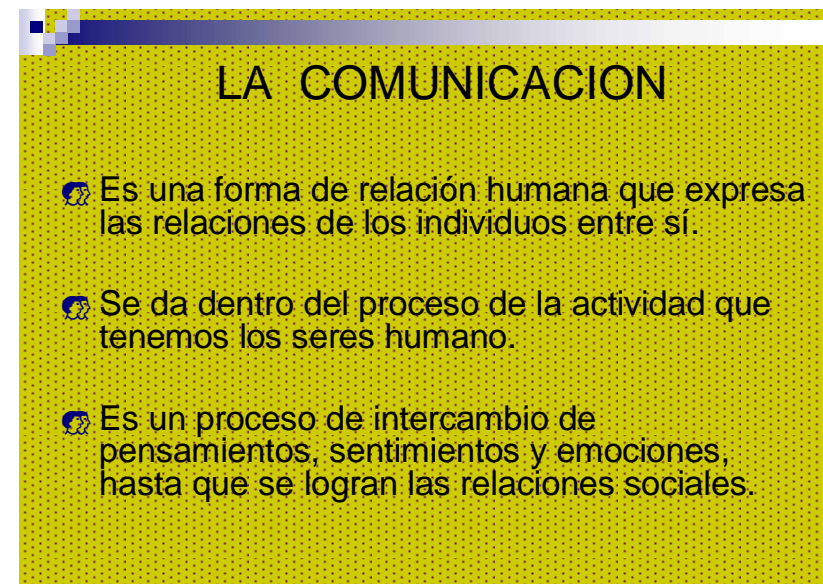 LA COMUNICACION
Es una forma de relación humana que expresa
las relaciones de los individuos entre sí.
Se da dentro del proceso de la actividad que
tenemos los seres humano.
Es un proceso de intercambio de
pensamientos, sentimientos y emociones,
hasta que se logran las relaciones sociales.